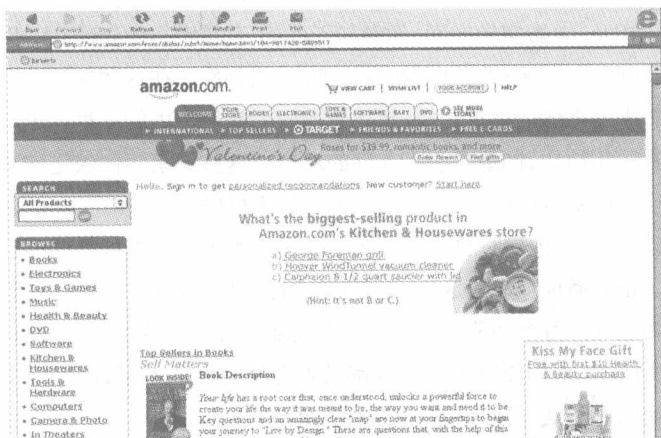 Back Forward Stop Refresh Home AutoFill Print Mail
amazon.com.
VIEW CART | WISH LIST | YOUR ACCOUNT | HELP
WELCOME YOUR STORE BOOKS ELECTRONICS TOYS & GAMES SOFTWARE BABY DVD SEE MORE STORES
INTERNATIONAL TOP SELLERS TARGET FRIENDS & FAVORITES FREE E-CARDS
Valentine's Day Roses for $39.99, romantic books, and more
Order flowers Find gifts
Hello. Sign in to get personalized recommendations. New customer? Start here.
SEARCH
All Products
BROWSE
• Books
• Electronics
• Toys & Games
• Music
• Health & Beauty
• DVD
• Software
• Kitchen &
Housewares
• Tools &
Hardware
• Computers
• Camera & Photo
• In Theaters
What's the biggest-selling product in
Amazon.com's Kitchen & Housewares store?
a) George Foreman grill
b) Hoover WindTunnel vacuum cleaner
c) Calphalon 8 1/2 quart saucier with lid
(Hint: It's not B or C.)
Top Sellers in Books
Self Matters
LOOK INSIDE!
Book Description
Your life has a root core that, once understood, unlocks a powerful force to
create your life the way it was meant to be, the way you want and need it to be.
Key questions and an amazingly clear "map" are now at your fingertips to begin
your journey to "Live by Design." These are questions that, with the help of this
Kiss My Face Gift
Free with first $10 Health
& Beauty purchase